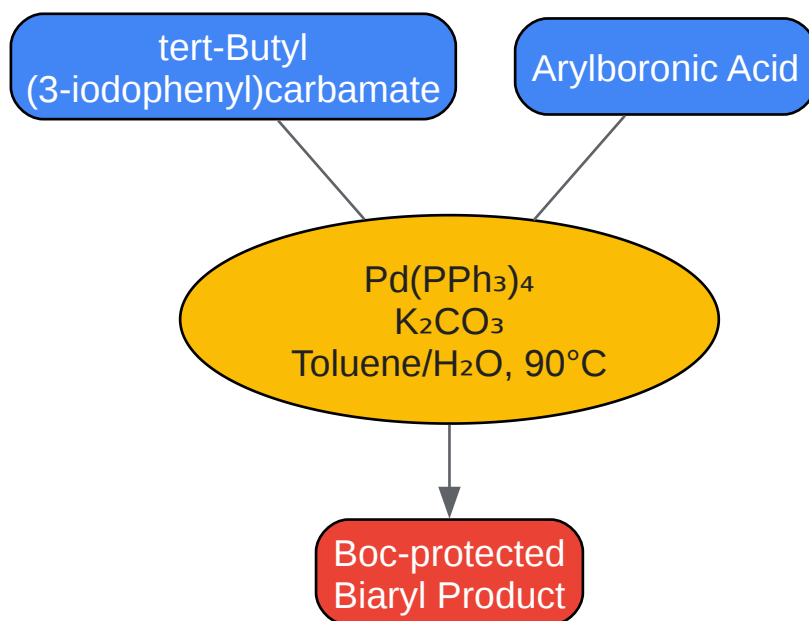 tert-Butyl
(3-iodophenyl)carbamate
Arylboronic Acid
Pd(PPh₃)₄
K₂CO₃
Toluene/H₂O, 90°C
Boc-protected
Biaryl Product